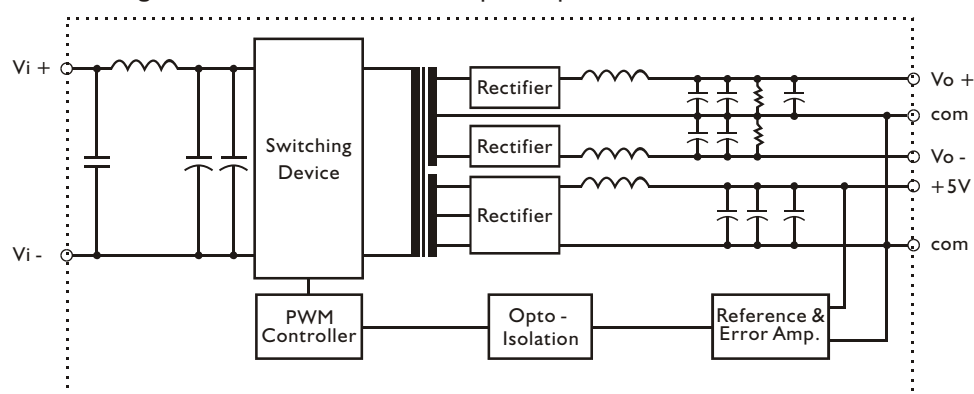 Vi +
Vi -
Switching
Device
Rectifier
Rectifier
Rectifier
Vo +
com
Vo -
+5V
com
PWM
Controller
Opto -
Isolation
Reference &
Error Amp.